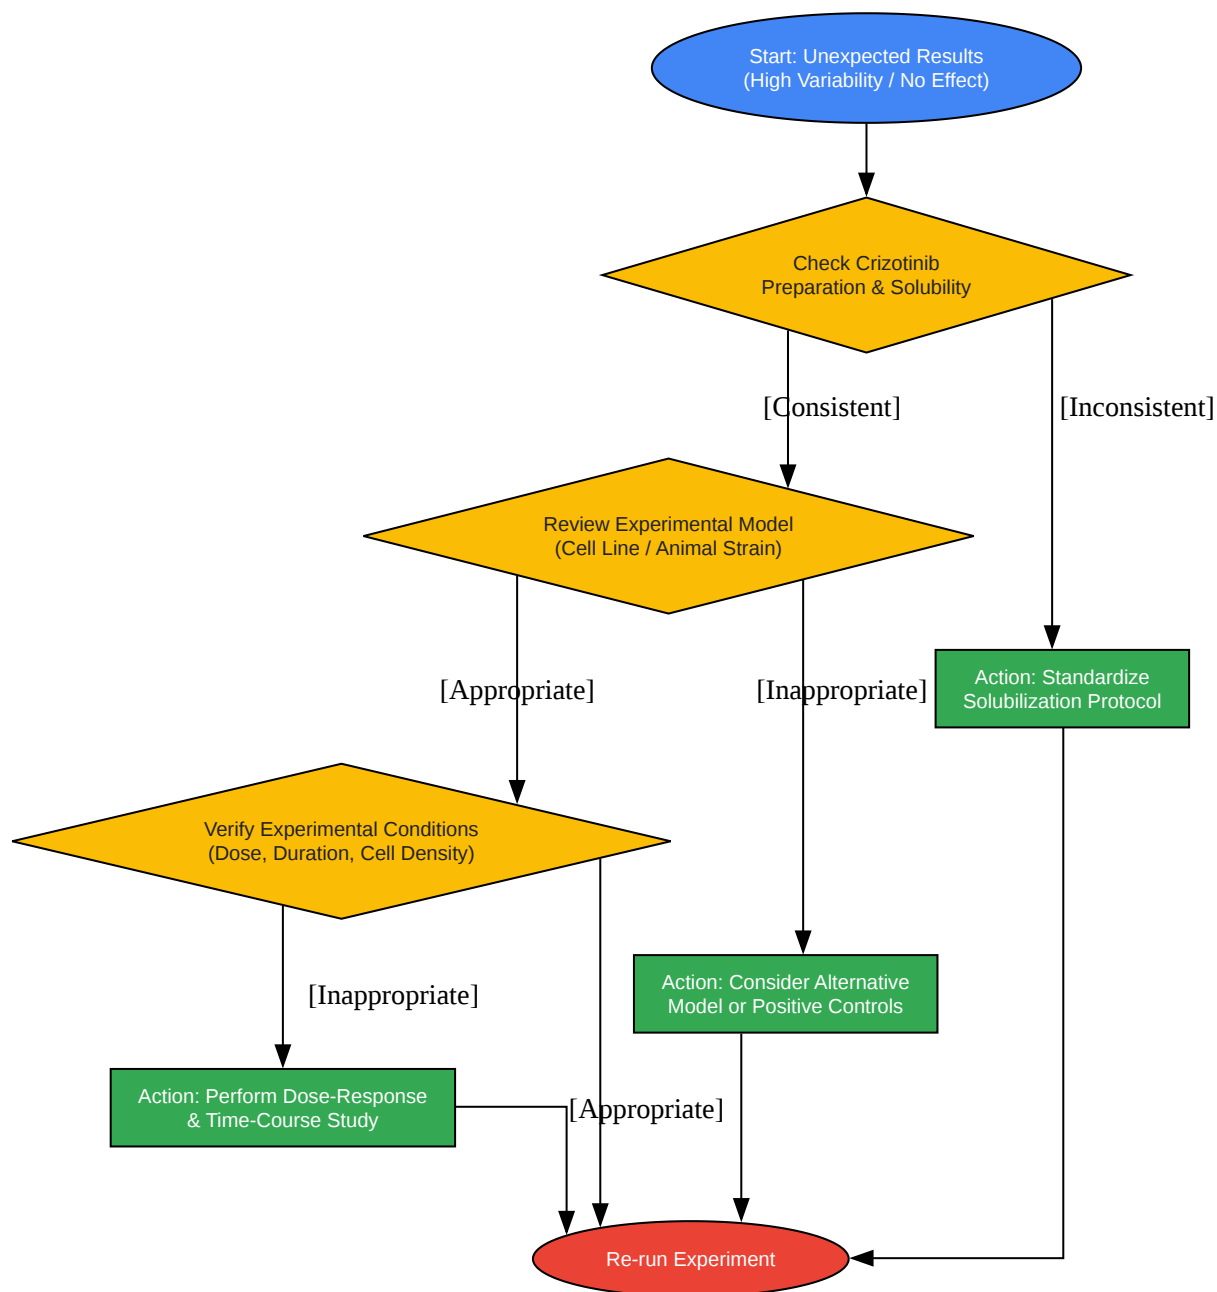 Start: Unexpected Results
(High Variability / No Effect)
Check Crizotinib
Preparation & Solubility
[Consistent]
[Inconsistent]
Review Experimental Model
(Cell Line / Animal Strain)
[Appropriate]
[Inappropriate]
Action: Standardize
Solubilization Protocol
Verify Experimental Conditions
(Dose, Duration, Cell Density)
[Inappropriate]
Action: Consider Alternative
Model or Positive Controls
Action: Perform Dose-Response
& Time-Course Study
[Appropriate]
Re-run Experiment